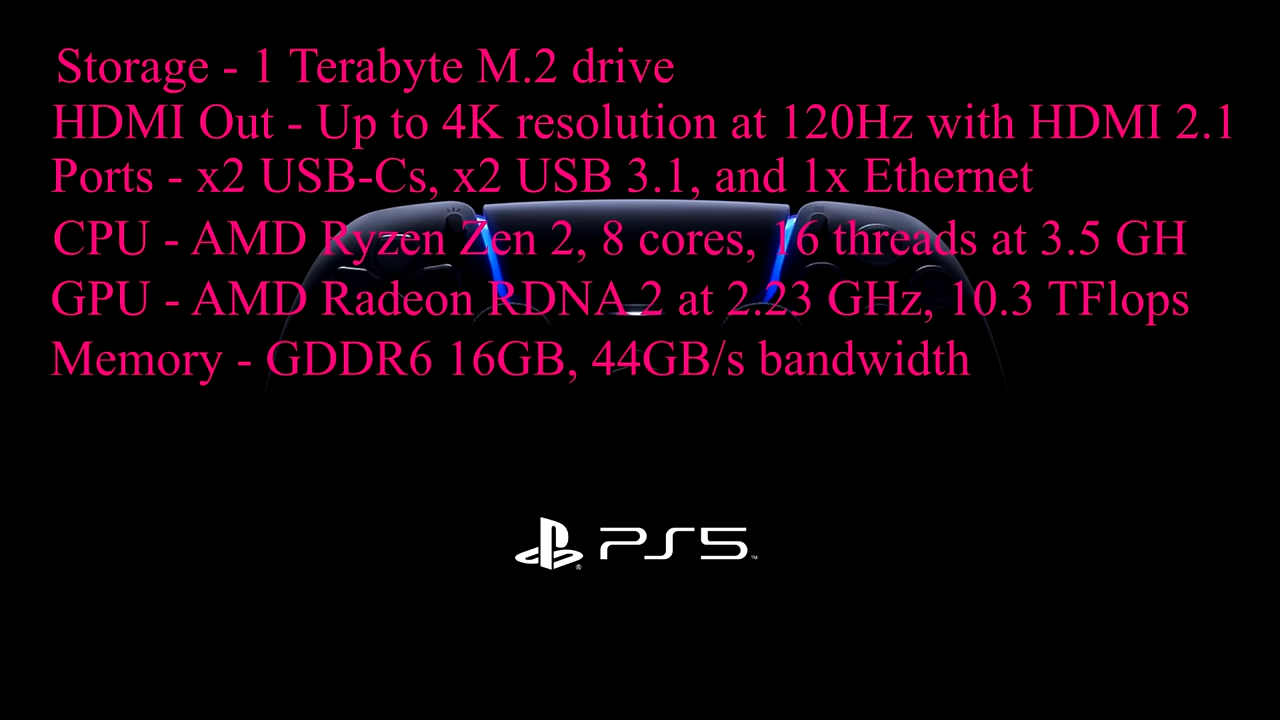 Storage - 1 Terabyte M.2 drive
HDMI Out - Up to 4K resolution at 120Hz with HDMI 2.1
Ports - x2 USB-Cs, x2 USB 3.1, and 1x Ethernet
CPU - AMD Ryzen Zen 2, 8 cores, 16 threads at 3.5 GH
GPU - AMD Radeon RDNA 2 at 2.23 GHz, 10.3 TFlops
Memory - GDDR6 16GB, 44GB/s bandwidth
PS5™